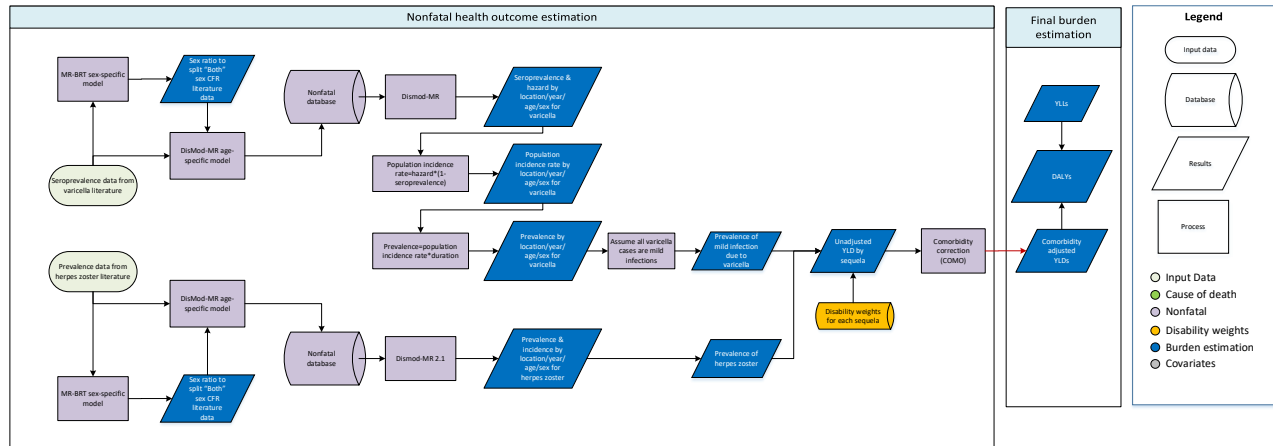 Nonfatal health outcome estimation
Final burden
estimation
Legend
MR-BRT sex-specific
model
Sex ratio to
split "Both"
sex CFR
literature
data
DisMod-MR age-
specific model
Seroprevalence data from
varicella literature
Nonfatal
database
Dismod-MR
Seroprevalence &
hazard by
location/year/
age/sex for
varicella
Population incidence
rate=hazard*(1-
seroprevalence)
Population
incidence rate by
location/year/
age/sex for
varicella
Prevalence=population
incidence rate*duration
Prevalence by
location/year/
age/sex for
varicella
Assume all varicella
cases are mild
infections
Prevalence of
mild infection
due to
varicella
Unadjusted
YLD by
sequela
Comorbidity
correction
(COMO)
Disability weights
for each sequela
Prevalence data from
herpes zoster literature
DisMod-MR age-
specific model
MR-BRT sex-specific
model
Sex ratio to
split "Both"
sex CFR
literature
data
Nonfatal
database
Dismod-MR 2.1
Prevalence &
incidence by
location/year/
age/sex for
herpes zoster
Prevalence of
herpes zoster
YLLs
DALYs
Comorbidity
adjusted
YLDs
Input data
Database
Results
Process
Input Data
Cause of death
Nonfatal
Disability weights
Burden estimation
Covariates